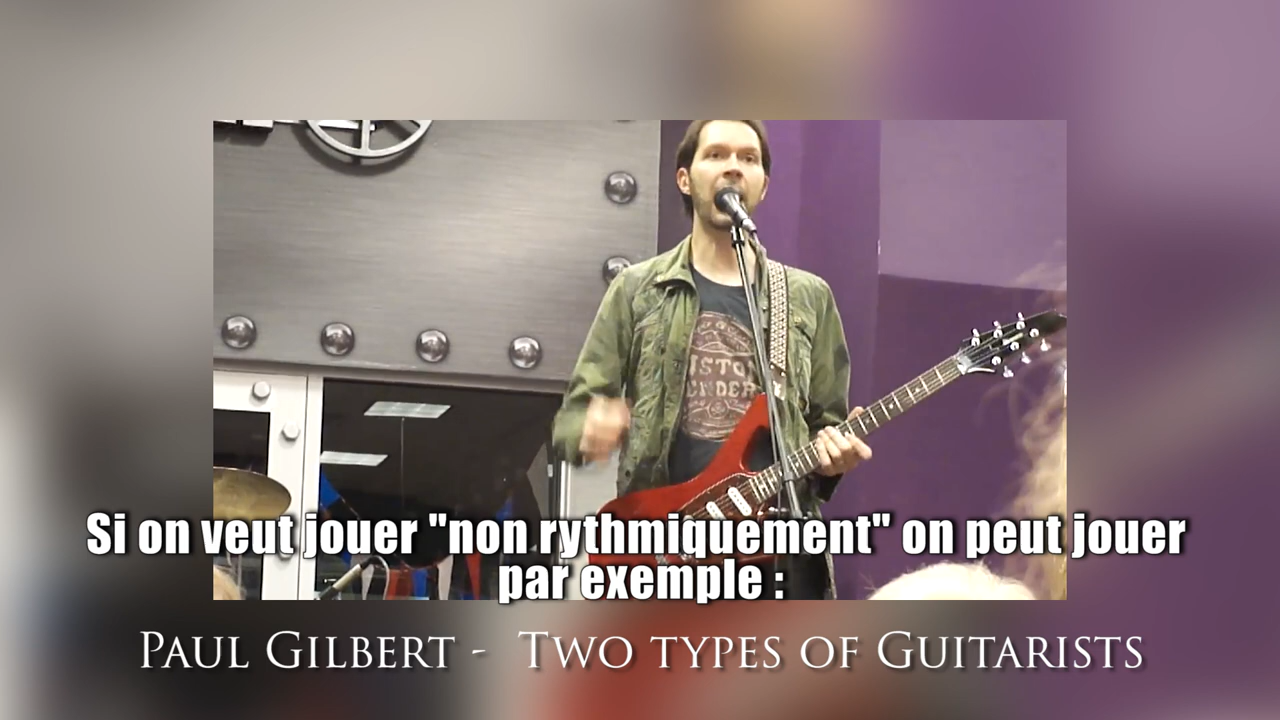 Si on veut jouer "non rythmiquement" on peut jouer
par exemple :
Paul Gilbert - Two types of Guitarists